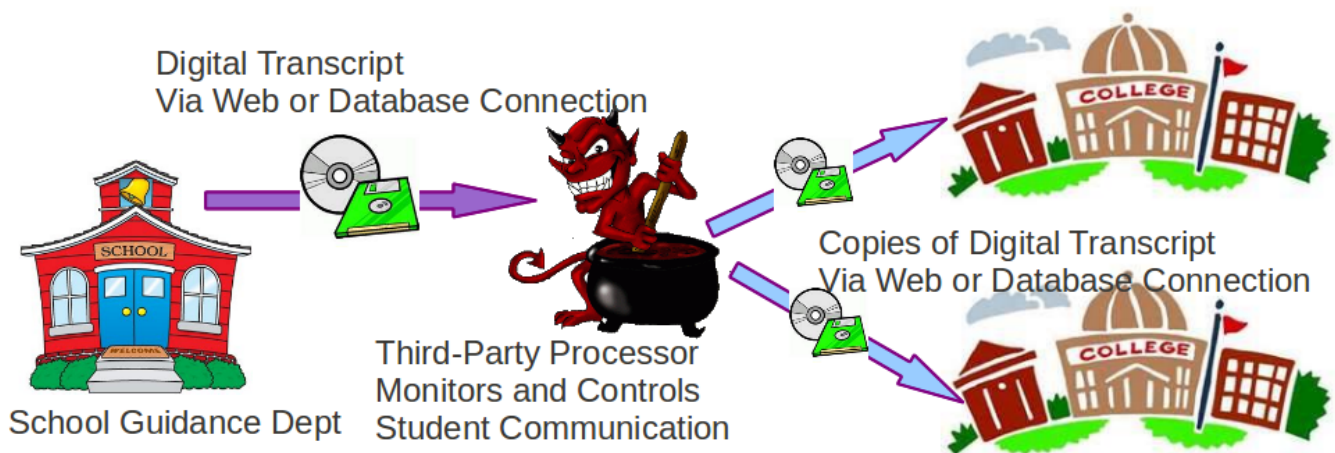 Digital Transcript
Via Web or Database Connection
SCHOOL
WELCOME
School Guidance Dept
Third-Party Processor
Monitors and Controls
Student Communication
COLLEGE
Copies of Digital Transcript
Via Web or Database Connection
COLLEGE